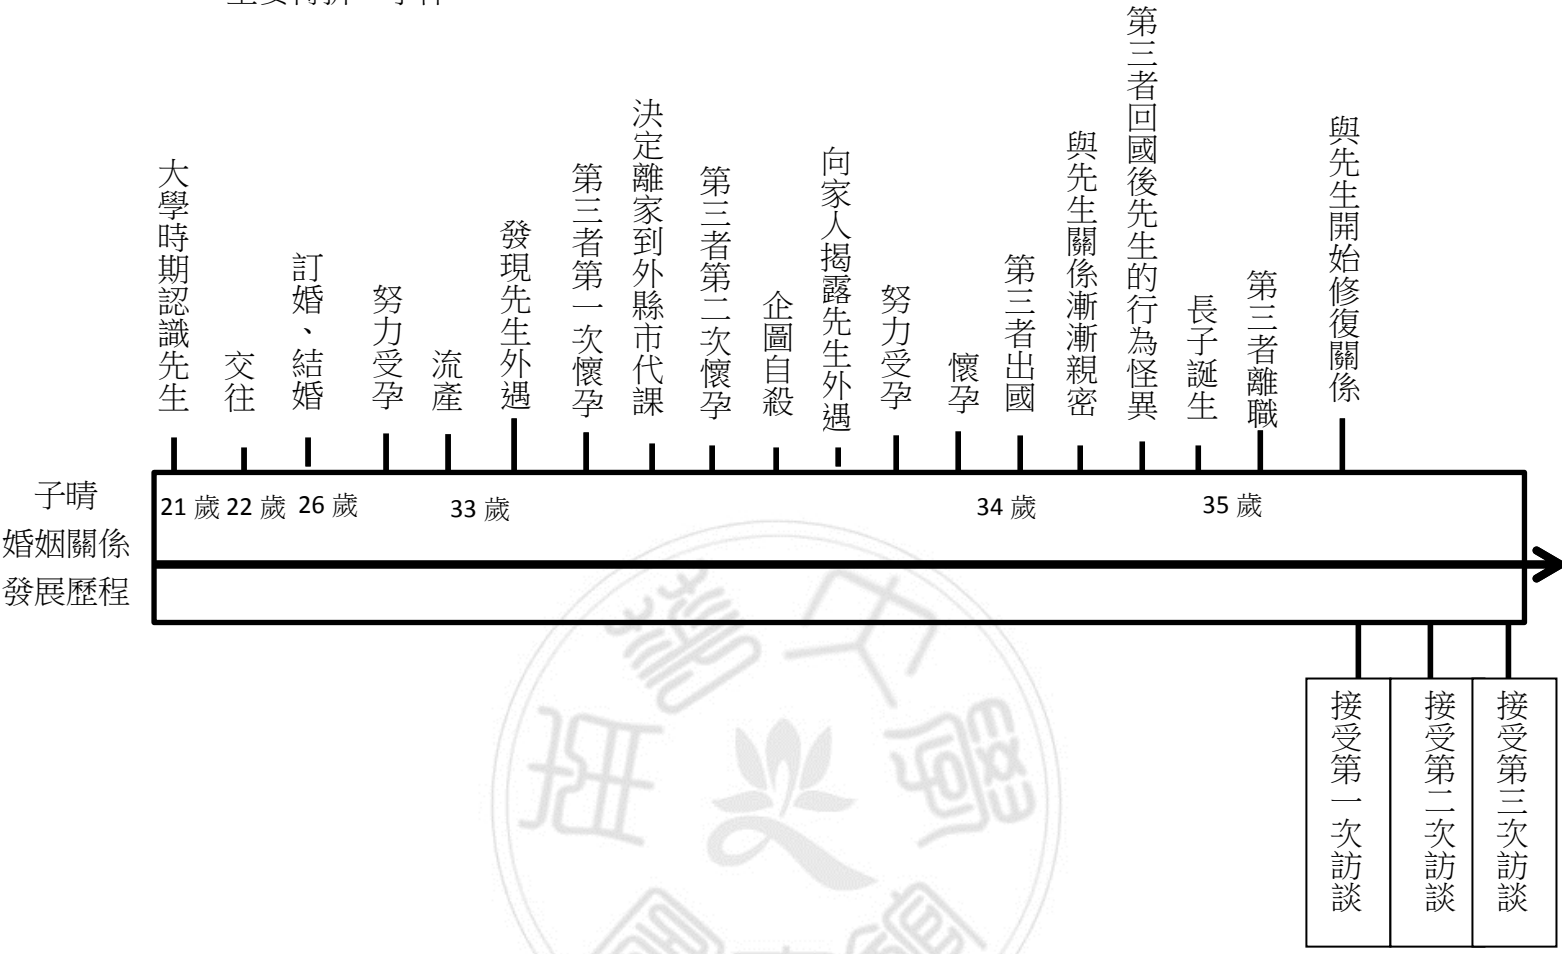 大學時期認識先生
交往
訂婚、結婚
努力受孕
流產
發現先生外遇
第三者第一次懷孕
決定離家到外縣市代課
第三者第二次懷孕
企圖自殺
向家人揭露先生外遇
努力受孕
懷孕
第三者出國
與先生關係漸漸親密
第三者回國後先生的行為怪異
長子誕生
第三者離職
與先生開始修復關係
子晴
婚姻關係
發展歷程
21 歲
22 歲
26 歲
33 歲
34 歲
35 歲
接受第一次訪談
接受第二次訪談
接受第三次訪談